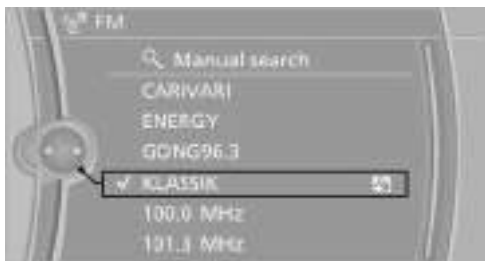 FM
Manual search
CARIVARI
ENERGY
GONG96.3
KLASSIK
100.0 MHz
101.3 MHz